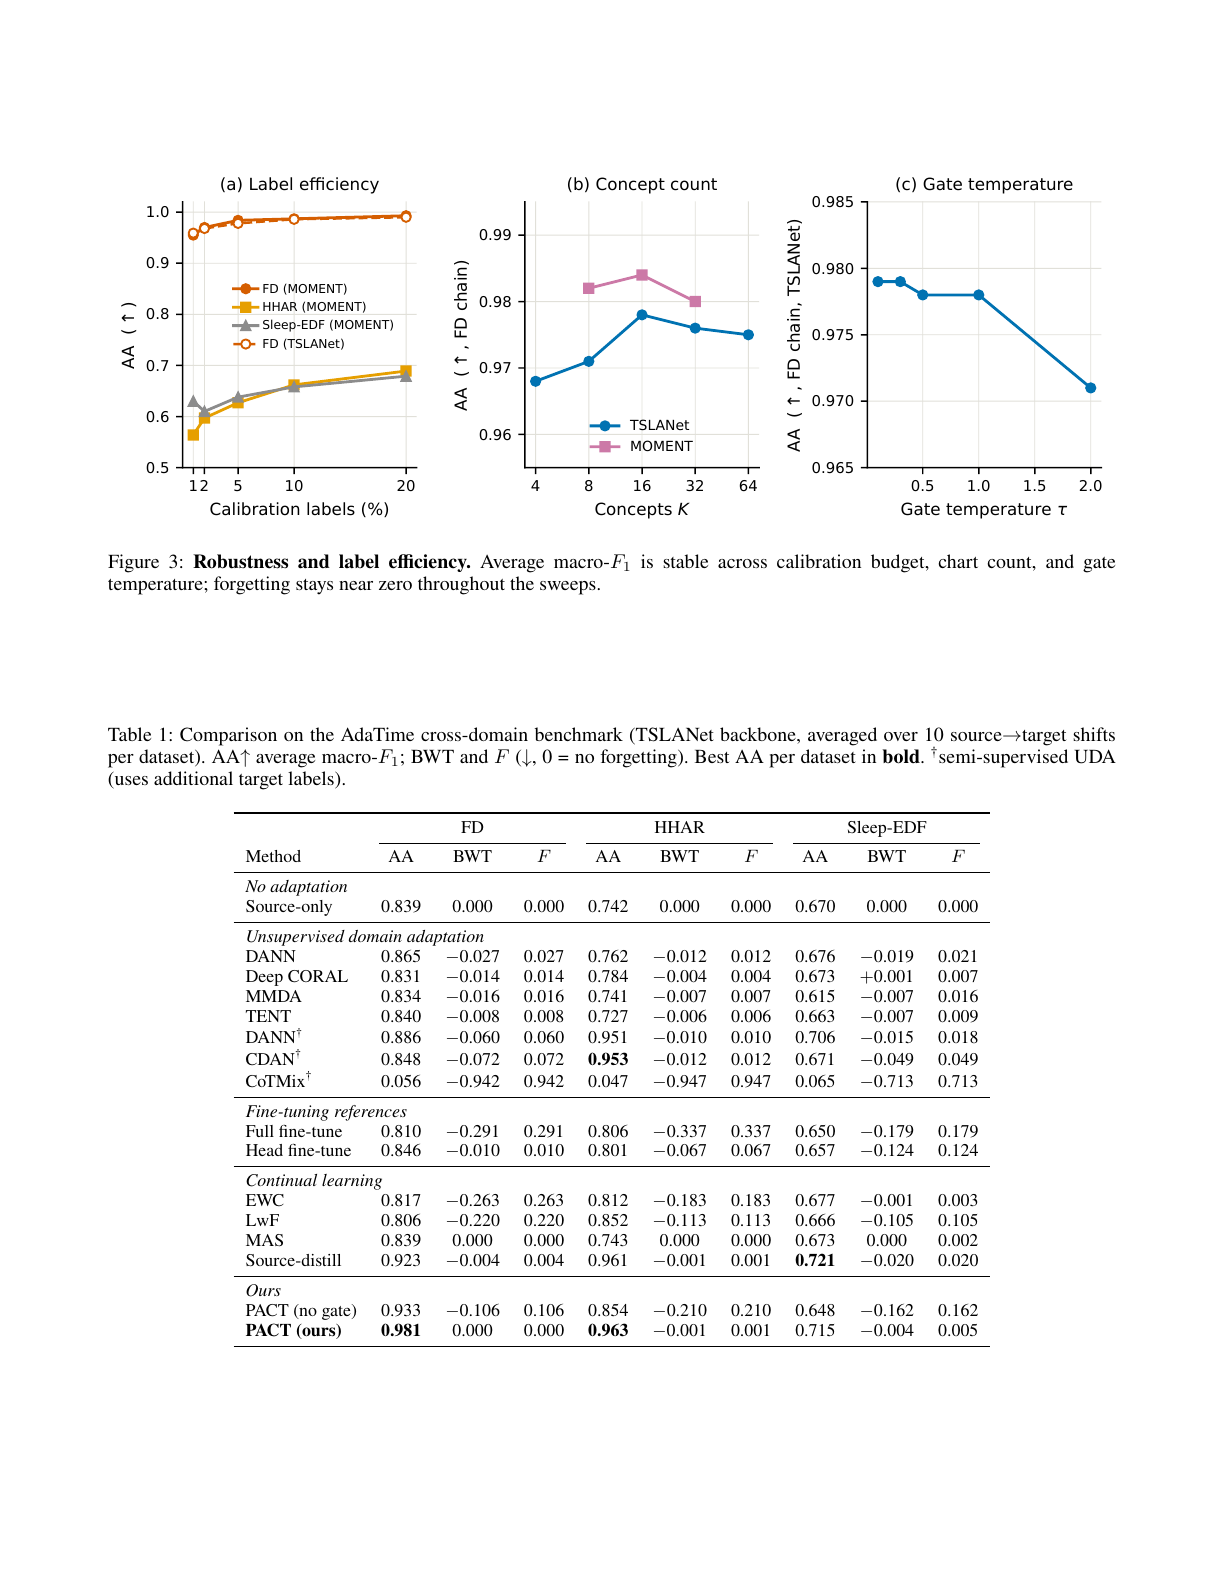 (a) Label efficiency
AA (↑)
1.0
0.9
0.8
0.7
0.6
0.5
FD (MOMENT)
HHAR (MOMENT)
Sleep-EDF (MOMENT)
FD (TSLANet)
1 2 5 10 20
Calibration labels (%)
(b) Concept count
AA (↑, FD chain)
0.99
0.98
0.97
0.96
TSLANet
MOMENT
4 8 16 32 64
Concepts K
(c) Gate temperature
AA (↑, FD chain, TSLANet)
0.985
0.980
0.975
0.970
0.965
0.5 1.0 1.5 2.0
Gate temperature τ
Figure 3: Robustness and label efficiency. Average macro-F1 is stable across calibration budget, chart count, and gate
temperature; forgetting stays near zero throughout the sweeps.
Table 1: Comparison on the AdaTime cross-domain benchmark (TSLANet backbone, averaged over 10 source→target shifts
per dataset). AA↑ average macro-F1; BWT and F (↓, 0 = no forgetting). Best AA per dataset in bold. †semi-supervised UDA
(uses additional target labels).
FD HHAR Sleep-EDF
Method AA BWT F AA BWT F AA BWT F
No adaptation
Source-only 0.839 0.000 0.000 0.742 0.000 0.000 0.670 0.000 0.000
Unsupervised domain adaptation
DANN 0.865 −0.027 0.027 0.762 −0.012 0.012 0.676 −0.019 0.021
Deep CORAL 0.831 −0.014 0.014 0.784 −0.004 0.004 0.673 +0.001 0.007
MMDA 0.834 −0.016 0.016 0.741 −0.007 0.007 0.615 −0.007 0.016
TENT 0.840 −0.008 0.008 0.727 −0.006 0.006 0.663 −0.007 0.009
DANN† 0.886 −0.060 0.060 0.951 −0.010 0.010 0.706 −0.015 0.018
CDAN† 0.848 −0.072 0.072 0.953 −0.012 0.012 0.671 −0.049 0.049
CoTMix† 0.056 −0.942 0.942 0.047 −0.947 0.947 0.065 −0.713 0.713
Fine-tuning references
Full fine-tune 0.810 −0.291 0.291 0.806 −0.337 0.337 0.650 −0.179 0.179
Head fine-tune 0.846 −0.010 0.010 0.801 −0.067 0.067 0.657 −0.124 0.124
Continual learning
EWC 0.817 −0.263 0.263 0.812 −0.183 0.183 0.677 −0.001 0.003
LwF 0.806 −0.220 0.220 0.852 −0.113 0.113 0.666 −0.105 0.105
MAS 0.839 0.000 0.000 0.743 0.000 0.000 0.673 0.000 0.002
Source-distill 0.923 −0.004 0.004 0.961 −0.001 0.001 0.721 −0.020 0.020
Ours
PACT (no gate) 0.933 −0.106 0.106 0.854 −0.210 0.210 0.648 −0.162 0.162
PACT (ours) 0.981 0.000 0.000 0.963 −0.001 0.001 0.715 −0.004 0.005